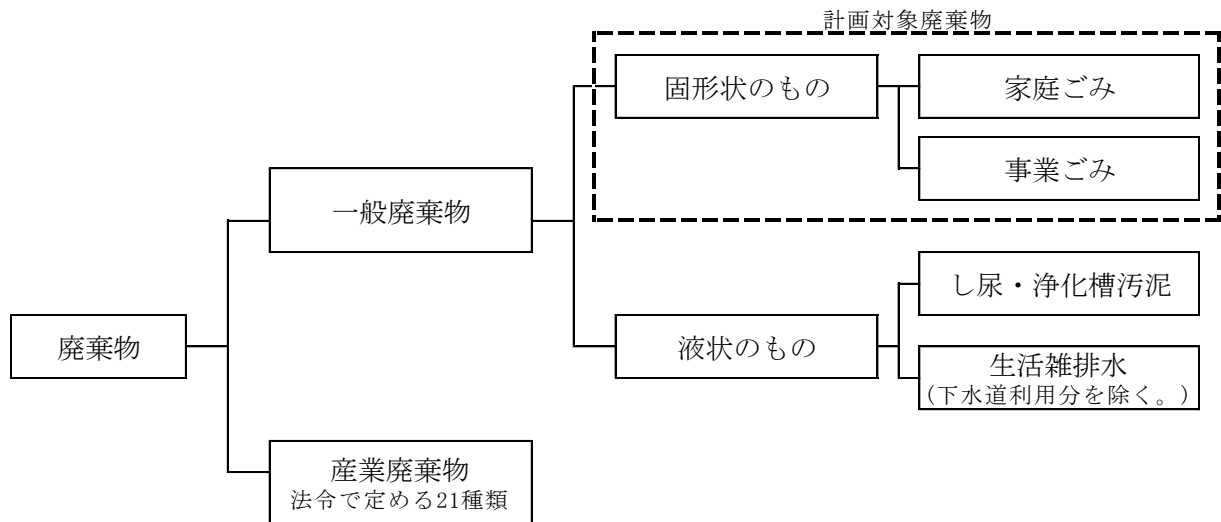 計画対象廃棄物
固形状のもの
家庭ごみ
事業ごみ
一般廃棄物
し尿・浄化槽汚泥
廃棄物
液状のもの
生活雑排水
(下水道利用分を除く。)
産業廃棄物
法令で定める21種類